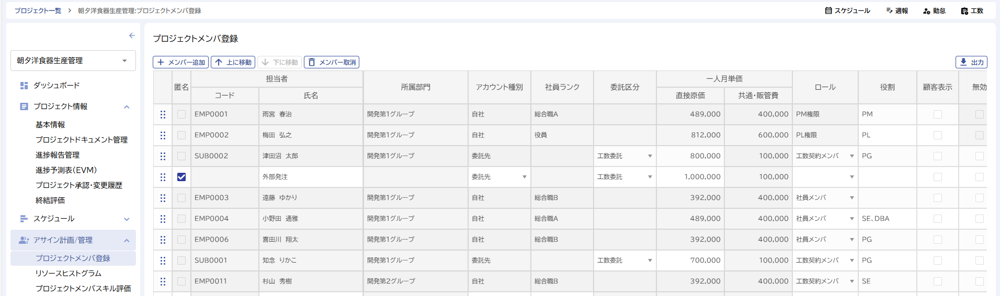 プロジェクト一覧 > 朝夕洋食器生産管理:プロジェクトメンバ登録 スケジュール 週報 勤怠 工数
朝夕洋食器生産管理
ダッシュボード
プロジェクト情報
基本情報
プロジェクトドキュメント管理
進捗報告管理
進捗予測表(EVM)
プロジェクト承認・変更履歴
終結評価
スケジュール
アサイン計画/管理
プロジェクトメンバ登録
リソースヒストグラム
プロジェクトメンバスキル評価
プロジェクトメンバ登録
メンバー追加 上に移動 下に移動 メンバー取消 出力
匿名 担当者 所属部門 アカウント種別 社員ランク 委託区分 一人月単価 ロール 役割 顧客表示 無効
コード 氏名 直接原価 共通・販管費
EMP0001 雨宮 春治 開発第1グループ 自社 総合職A 489,000 400,000 PM権限 PM
EMP0002 梅田 弘之 開発第1グループ 自社 役員 812,000 600,000 PL権限 PL
SUB0002 津田沼 太郎 開発第1グループ 委託先 工数委託 800,000 100,000 工数契約メンバ PG
外部発注 委託先 工数委託 1,000,000 100,000
EMP0003 遠藤 ゆかり 開発第1グループ 自社 総合職B 392,000 400,000 社員メンバ
EMP0004 小野田 通雅 開発第1グループ 自社 総合職A 489,000 400,000 社員メンバ SE、DBA
EMP0006 喜田川 翔太 開発第1グループ 自社 総合職B 392,000 400,000 社員メンバ PG
SUB0001 知念 りかこ 開発第1グループ 委託先 工数委託 700,000 100,000 工数契約メンバ PG
EMP0011 杉山 秀樹 開発第2グループ 自社 総合職B 392,000 400,000 工数契約メンバ SE